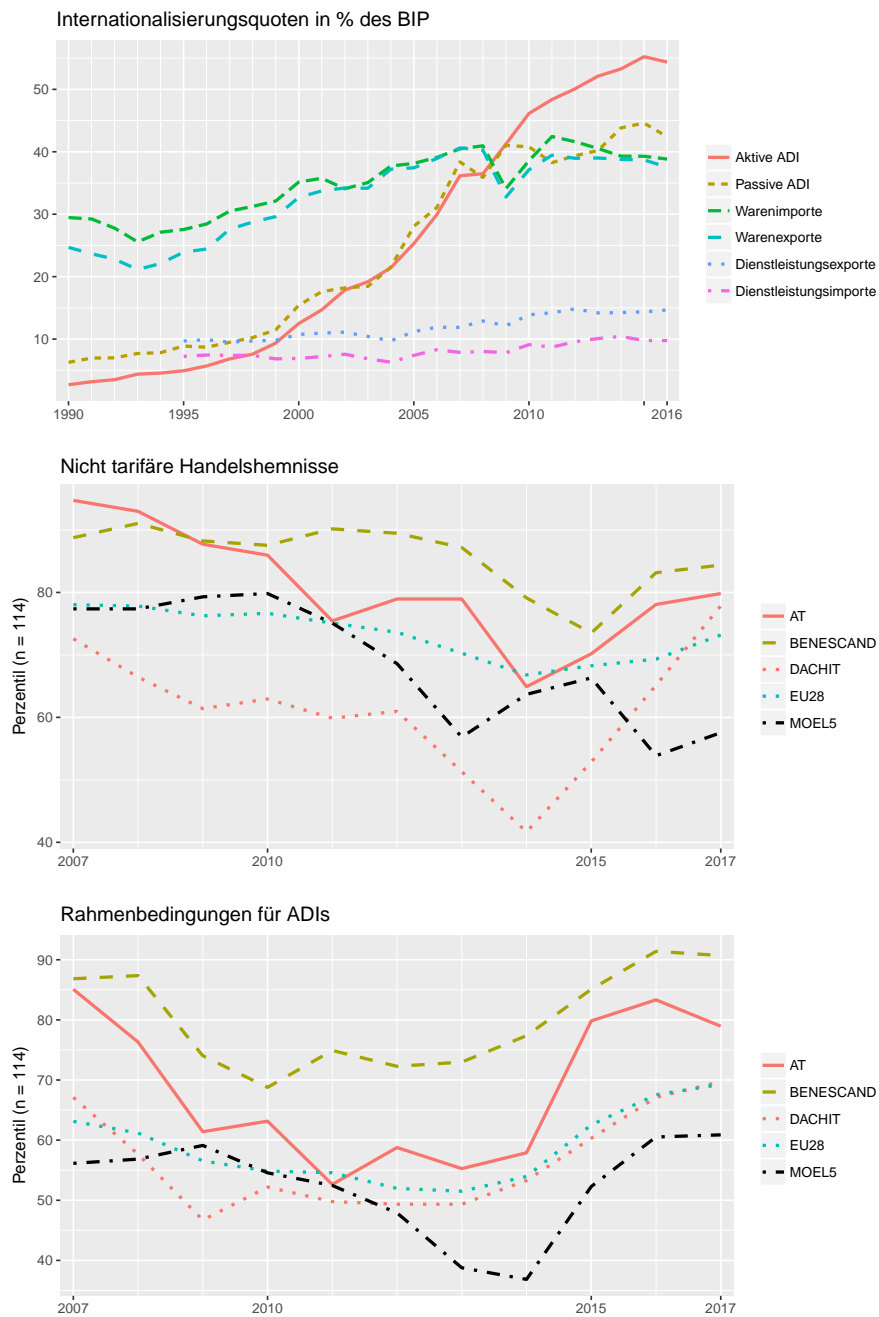 Internationalisierungsquoten in % des BIP
50
40
30
20
10
1990
1995
2000
2005
2010
2016
Aktive ADI
Passive ADI
Warenimporte
Warenexporte
Dienstleistungsexporte
Dienstleistungsimporte
Nicht tarifäre Handelshemnisse
Perzentil (n = 114)
80
60
40
2007
2010
2015
2017
AT
BENESCAND
DACHIT
EU28
MOEL5
Rahmenbedingungen für ADIs
Perzentil (n = 114)
90
80
70
60
50
40
2007
2010
2015
2017
AT
BENESCAND
DACHIT
EU28
MOEL5